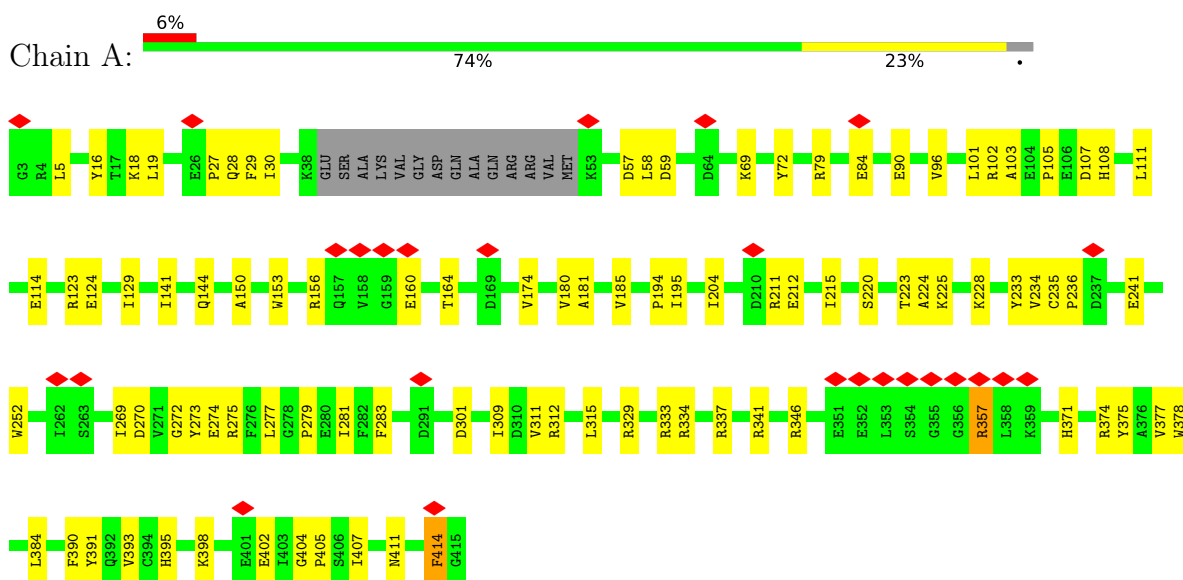 6%
Chain A:
74% 23% •
G3 R4 L5 Y16 T17 K18 L19 E26 P27 Q28 F29 I30 K38 GLU SER ALA LYS VAL GLY ASP GLN ALA GLN ARG ARG VAL MET K53 D57 L58 D59 D64 K69 Y72 R79 E84 E90 V96 L101 R102 A103 E104 P105 E106 D107 H108 L111
E114 R123 E124 I129 I141 Q144 A150 W153 R156 Q157 V158 G159 E160 T164 D169 V174 V180 A181 V185 P194 I195 I204 D210 R211 E212 I215 S220 T223 A224 K225 K228 Y233 V234 C235 P236 D237 E241
W252 I262 S263 I269 D270 V271 G272 Y273 E274 R275 F276 L277 G278 P279 E280 I281 F282 F283 D291 D301 I309 D310 V311 R312 L315 R329 R333 R334 R337 R341 R346 E351 E352 L353 S354 G355 G356 R357 L358 K359 H371 R374 Y375 A376 V377 W378
L384 F390 Y391 Q392 V393 C394 H395 K398 E401 E402 I403 G404 P405 S406 I407 N411 F414 G415